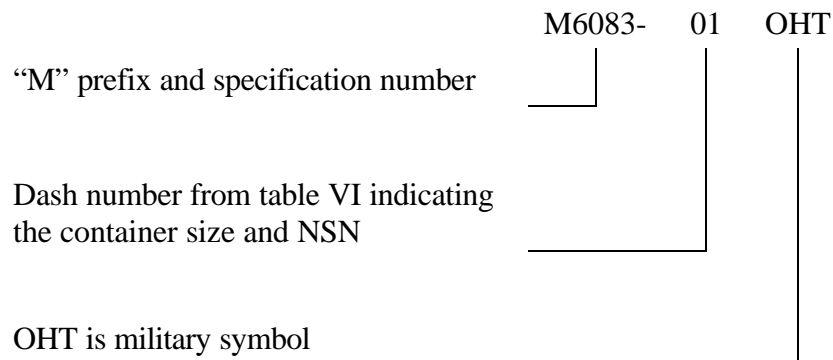 M6083- 01 OHT
“M” prefix and specification number
Dash number from table VI indicating
the container size and NSN
OHT is military symbol